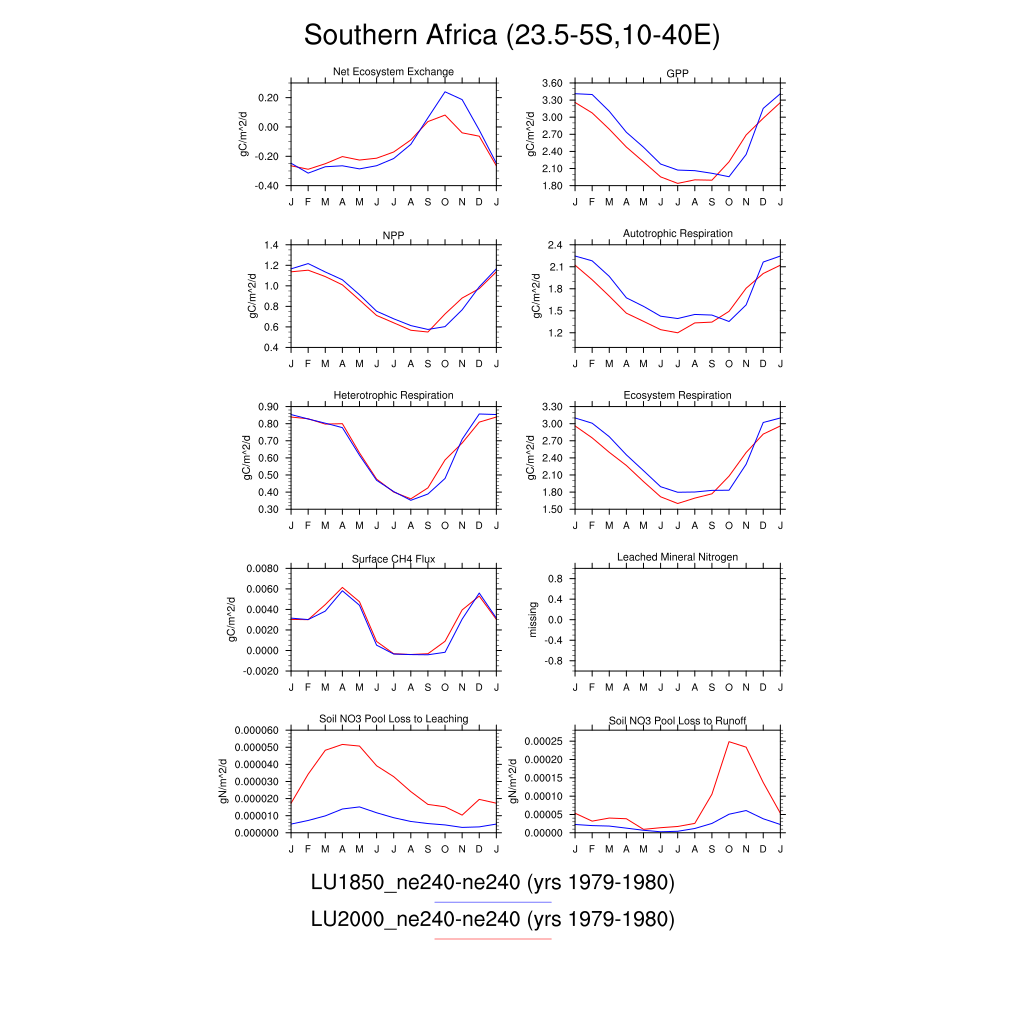 Southern Africa (23.5-5S,10-40E)
Net Ecosystem Exchange
gC/m^2/d
0.20
0.00
-0.20
-0.40
J F M A M J J A S O N D J
GPP
gC/m^2/d
3.60
3.30
3.00
2.70
2.40
2.10
1.80
J F M A M J J A S O N D J
NPP
gC/m^2/d
1.4
1.2
1.0
0.8
0.6
0.4
J F M A M J J A S O N D J
Autotrophic Respiration
gC/m^2/d
2.4
2.1
1.8
1.5
1.2
J F M A M J J A S O N D J
Heterotrophic Respiration
gC/m^2/d
0.90
0.80
0.70
0.60
0.50
0.40
0.30
J F M A M J J A S O N D J
Ecosystem Respiration
gC/m^2/d
3.30
3.00
2.70
2.40
2.10
1.80
1.50
J F M A M J J A S O N D J
Surface CH4 Flux
gC/m^2/d
0.0080
0.0060
0.0040
0.0020
0.0000
-0.0020
J F M A M J J A S O N D J
Leached Mineral Nitrogen
missing
0.8
0.4
0.0
-0.4
-0.8
J F M A M J J A S O N D J
Soil NO3 Pool Loss to Leaching
gN/m^2/d
0.000060
0.000050
0.000040
0.000030
0.000020
0.000010
0.000000
J F M A M J J A S O N D J
Soil NO3 Pool Loss to Runoff
gN/m^2/d
0.00025
0.00020
0.00015
0.00010
0.00005
0.00000
J F M A M J J A S O N D J
LU1850_ne240-ne240 (yrs 1979-1980)
LU2000_ne240-ne240 (yrs 1979-1980)